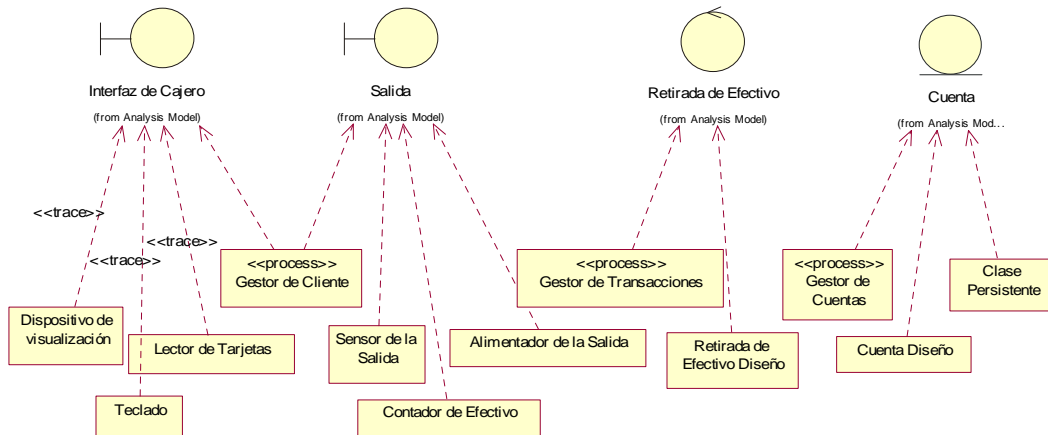 Interfaz de Cajero
(from Analysis Model)
Salida
(from Analysis Model)
Retirada de Efectivo
(from Analysis Model)
Cuenta
(from Analysis Mod...
<<trace>>
<<trace>>
<<trace>>
<<process>>
Gestor de Cliente
<<process>>
Gestor de Transacciones
<<process>>
Gestor de
Cuentas
Clase
Persistente
Dispositivo de
visualización
Lector de Tarjetas
Sensor de la
Salida
Alimentador de la Salida
Retirada de
Efectivo Diseño
Cuenta Diseño
Teclado
Contador de Efectivo